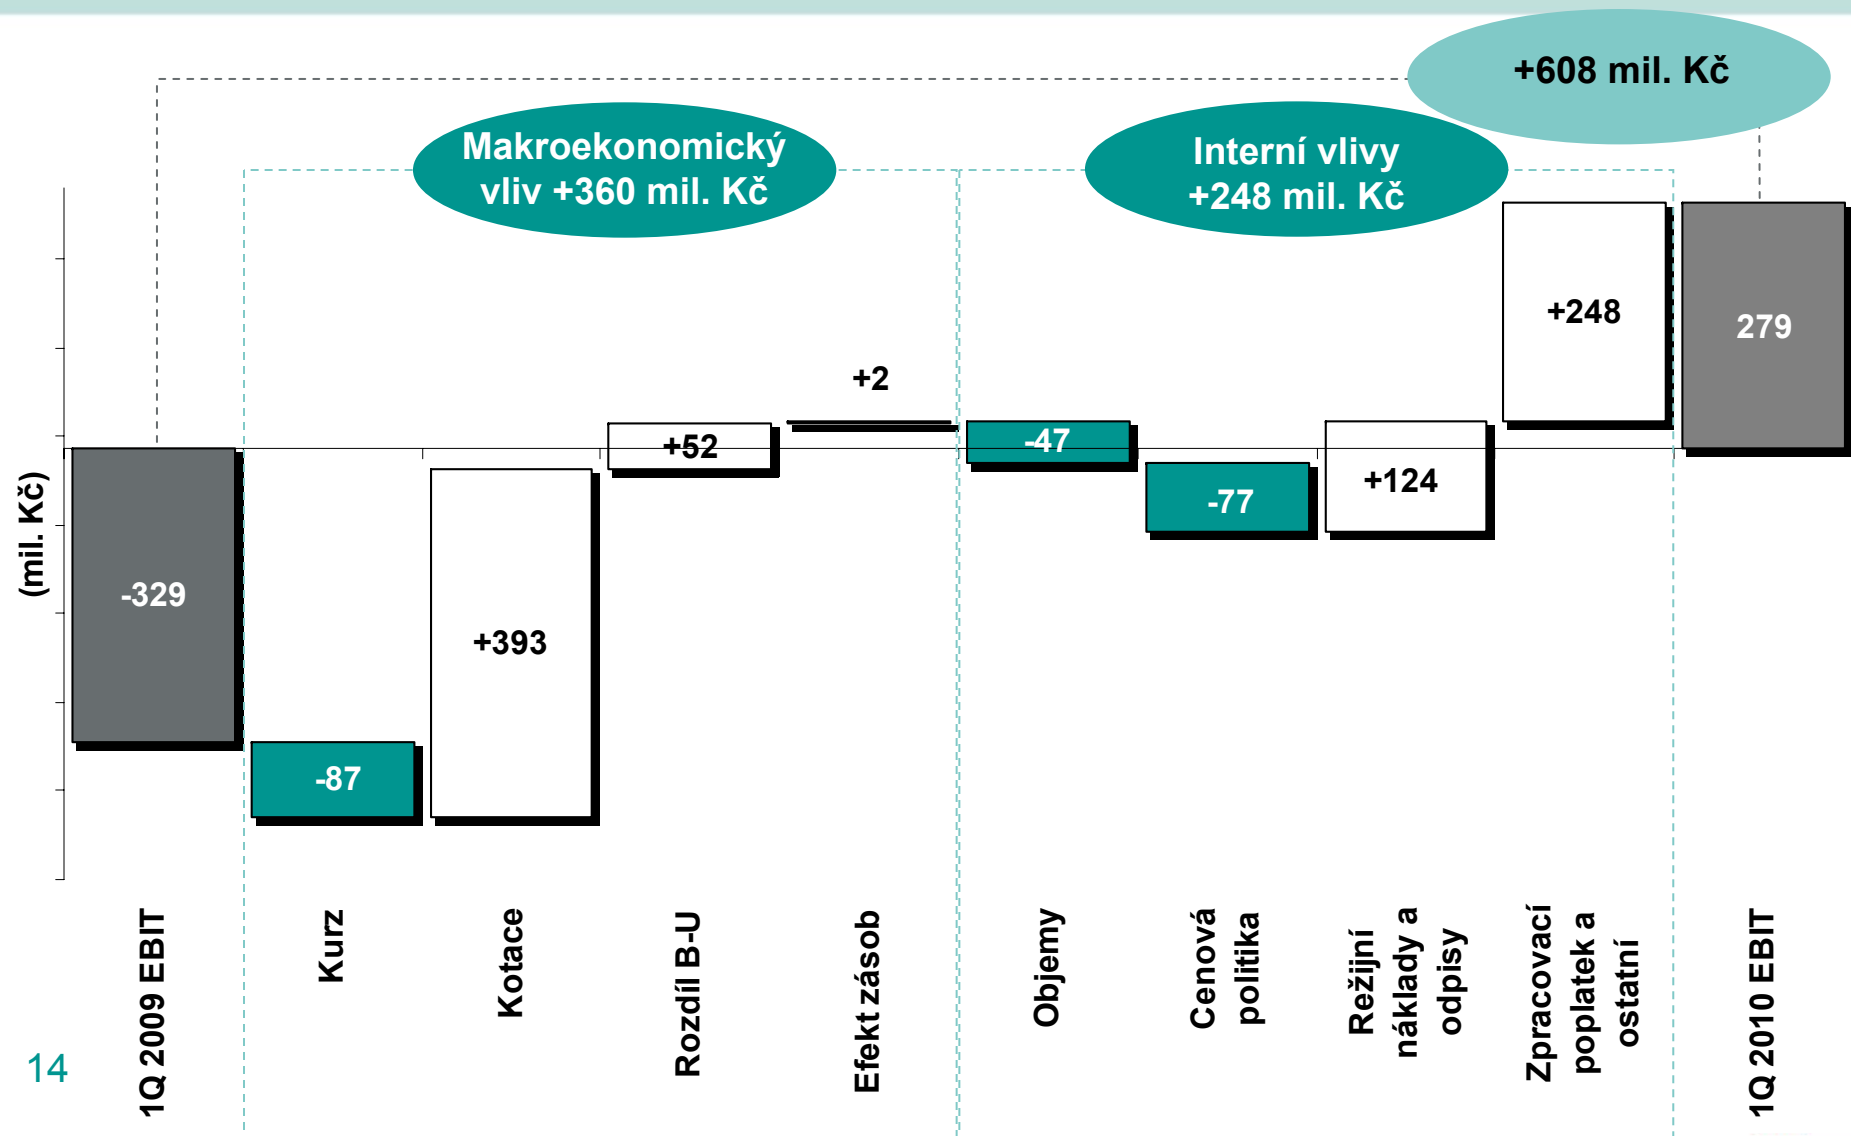 +608 mil. Kč
Makroekonomický
vliv +360 mil. Kč
Interní vlivy
+248 mil. Kč
(mil. Kč)
-329
-87
+393
+52
+2
-47
-77
+124
+248
279
1Q 2009 EBIT
Kurz
Kotace
Rozdíl B-U
Efekt zásob
Objemy
Cenová
politika
Režijní
náklady a
odpisy
Zpracovací
poplatek a
ostatní
1Q 2010 EBIT
14